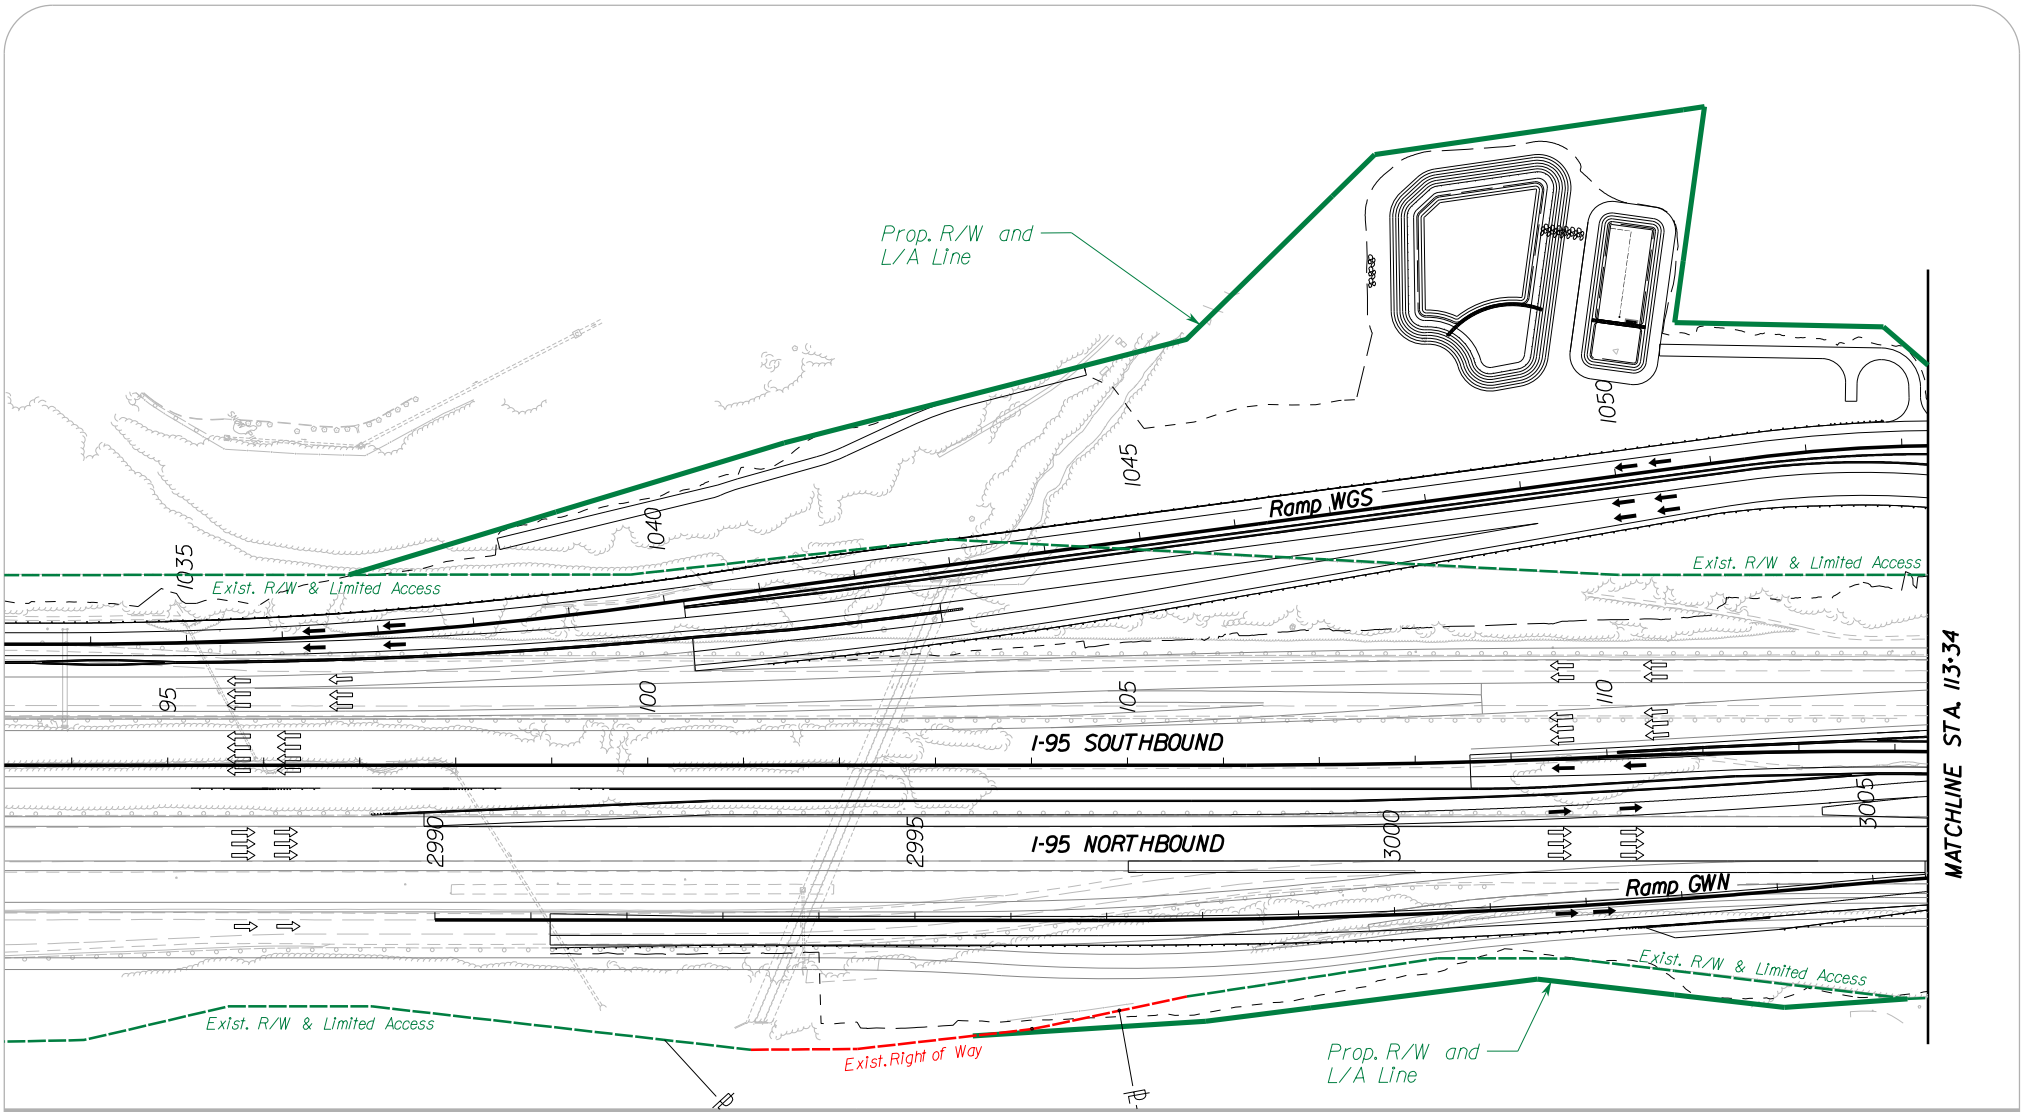 Prop. R/W and
L/A Line
1050
1045
Ramp WGS
1040
1035
Exist. R/W & Limited Access
Exist. R/W & Limited Access
95
100
105
110
I-95 SOUTHBOUND
MATCHLINE STA. 113+34
2990
2995
3000
3005
I-95 NORTHBOUND
Ramp GWN
Exist. R/W & Limited Access
Exist. R/W & Limited Access
Exist. Right of Way
Prop. R/W and
L/A Line
PL
PL